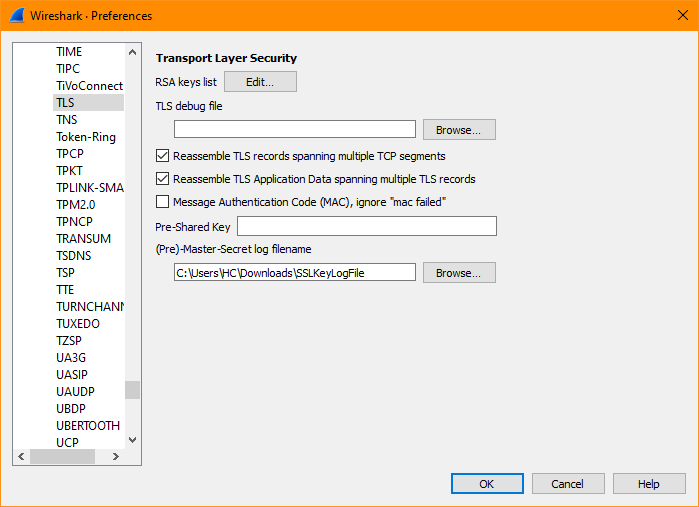 Wireshark · Preferences
TIME
TIPC
TiVoConnect
TLS
TNS
Token-Ring
TPCP
TPKT
TPLINK-SMA
TPM2.0
TPNCP
TRANSUM
TSDNS
TSP
TTE
TURNCHANN
TUXEDO
TZSP
UA3G
UASIP
UAUDP
UBDP
UBERTOOTH
UCP
Transport Layer Security
RSA keys list Edit...
TLS debug file
Browse...
Reassemble TLS records spanning multiple TCP segments
Reassemble TLS Application Data spanning multiple TLS records
Message Authentication Code (MAC), ignore "mac failed"
Pre-Shared Key
(Pre)-Master-Secret log filename
C:\Users\HC\Downloads\SSLKeyLogFile Browse...
OK Cancel Help